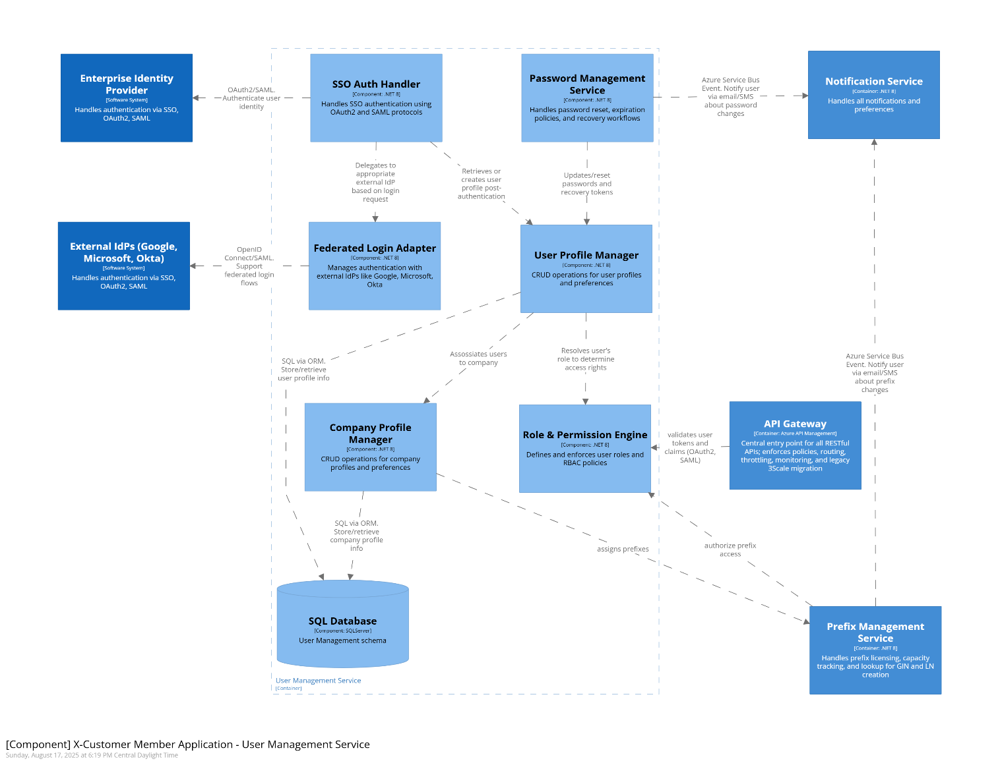 Enterprise Identity
Provider
[Software System]
Handles authentication via SSO,
OAuth2, SAML
OAuth2/SAML.
Authenticate user
identity
SSO Auth Handler
[Component: .NET 8]
Handles SSO authentication using
OAuth2 and SAML protocols
Password Management
Service
[Component: .NET 8]
Handles password reset, expiration
policies, and recovery workflows
Azure Service Bus
Event. Notify user
via email/SMS
about password
changes
Notification Service
[Container: .NET 8]
Handles all notifications and
preferences
Delegates to
appropriate
external IdP
based on login
request
Retrieves or
creates user
profile post-
authentication
Updates/reset
passwords and
recovery tokens
External IdPs (Google,
Microsoft, Okta)
[Software System]
Handles authentication via SSO,
OAuth2, SAML
OpenID
Connect/SAML.
Support
federated login
flows
Federated Login Adapter
[Component: .NET 8]
Manages authentication with
external IdPs like Google, Microsoft,
Okta
User Profile Manager
[Component: .NET 8]
CRUD operations for user profiles
and preferences
SQL via ORM.
Store/retrieve
user profile info
Assossiates users
to company
Resolves user's
role to determine
access rights
Azure Service Bus
Event. Notify user
via email/SMS
about prefix
changes
Company Profile
Manager
[Component: .NET 8]
CRUD operations for company
profiles and preferences
Role & Permission Engine
[Component: .NET 8]
Defines and enforces user roles and
RBAC policies
validates user
tokens and
claims (OAuth2,
SAML)
API Gateway
[Container: Azure API Management]
Central entry point for all RESTful
APIs; enforces policies, routing,
throttling, monitoring, and legacy
3Scale migration
SQL via ORM.
Store/retrieve
company profile
info
assigns prefixes
authorize prefix
access
SQL Database
[Component: SQLServer]
User Management schema
Prefix Management
Service
[Container: .NET 8]
Handles prefix licensing, capacity
tracking, and lookup for GIN and LN
creation
User Management Service
[Container]
[Component] X-Customer Member Application - User Management Service
Sunday, August 17, 2025 at 6:19 PM Central Daylight Time